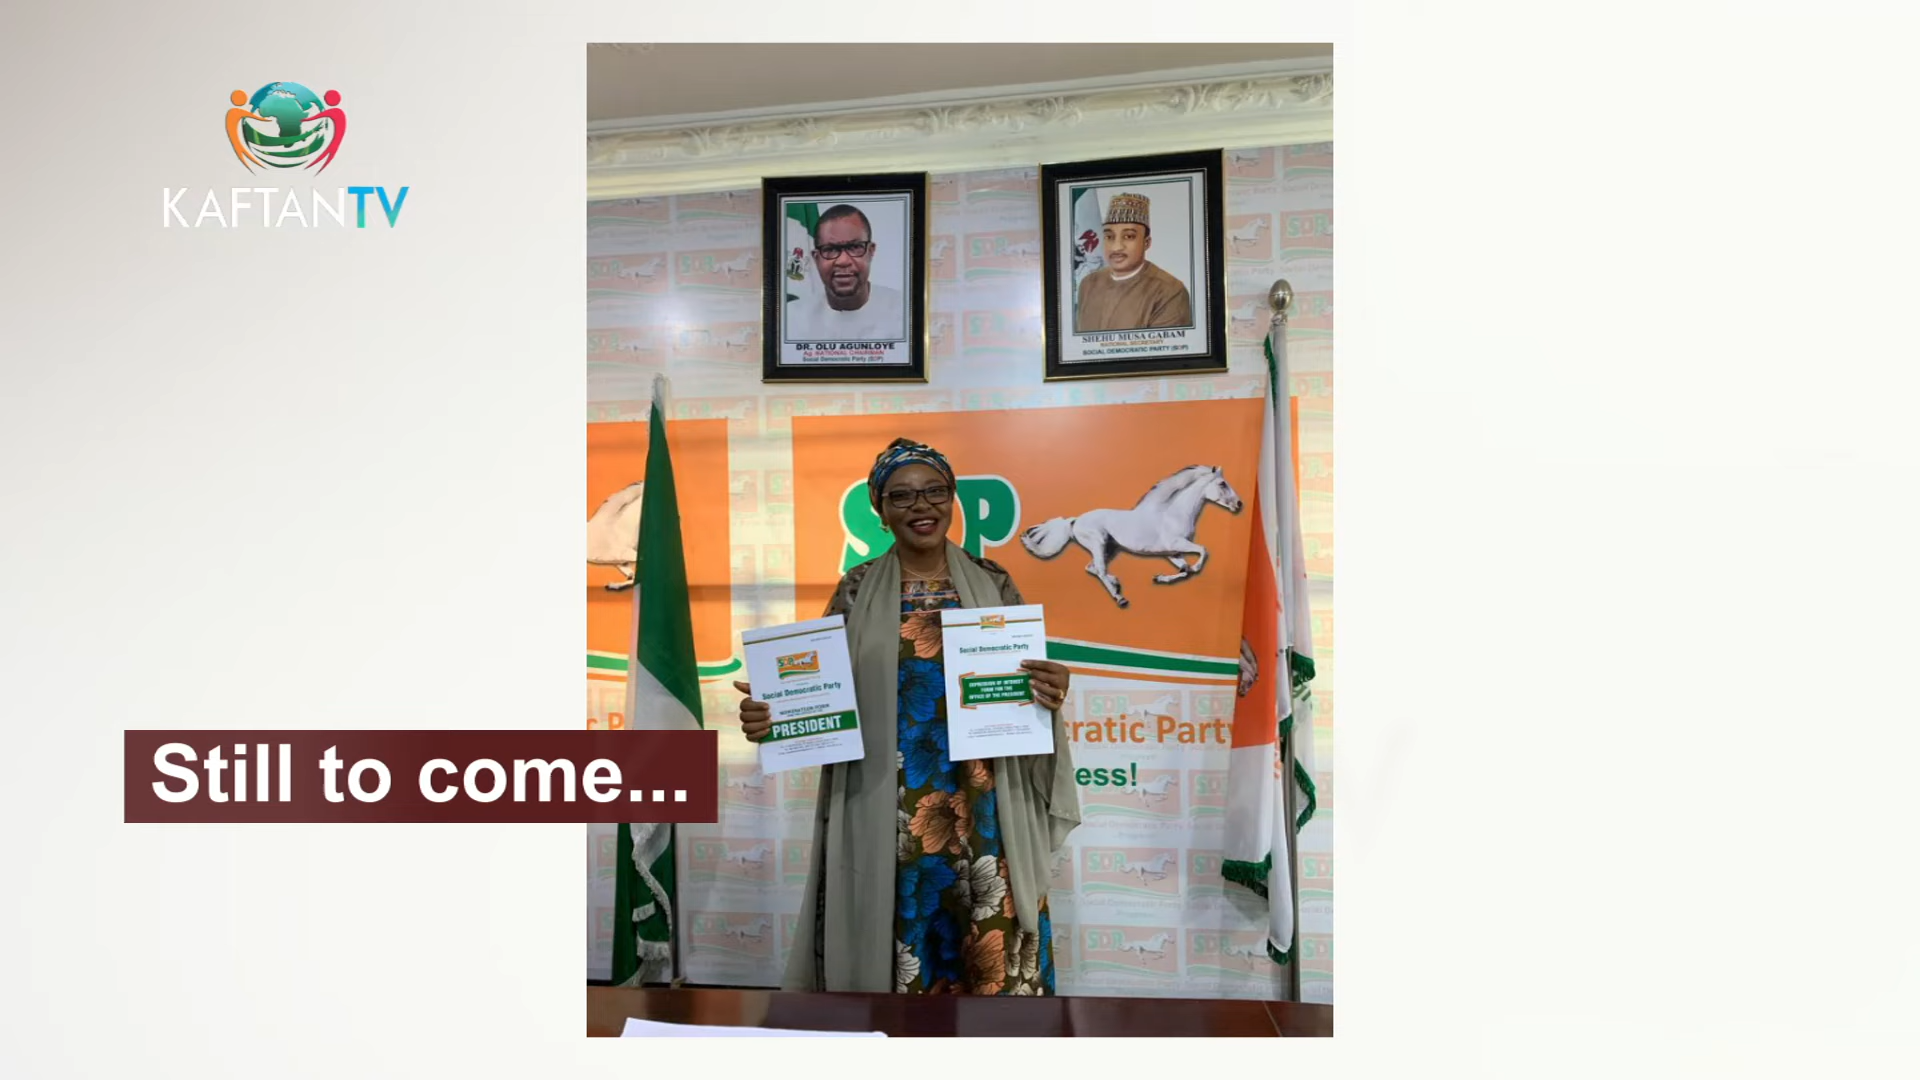 KAFTANTV
DR. OLU AGUNLOYE
Ag. NATIONAL CHAIRMAN
Social Democratic Party (SDP)
SHEHU MUSA GABAM
NATIONAL SECRETARY
SOCIAL DEMOCRATIC PARTY (SDP)
SDP
Social Democratic Party
NOMINATION FORM
PRESIDENT
Social Democratic Party
EXPRESSION OF INTEREST
FORM FOR THE
OFFICE OF THE PRESIDENT
cratic Party
ess!
Still to come...